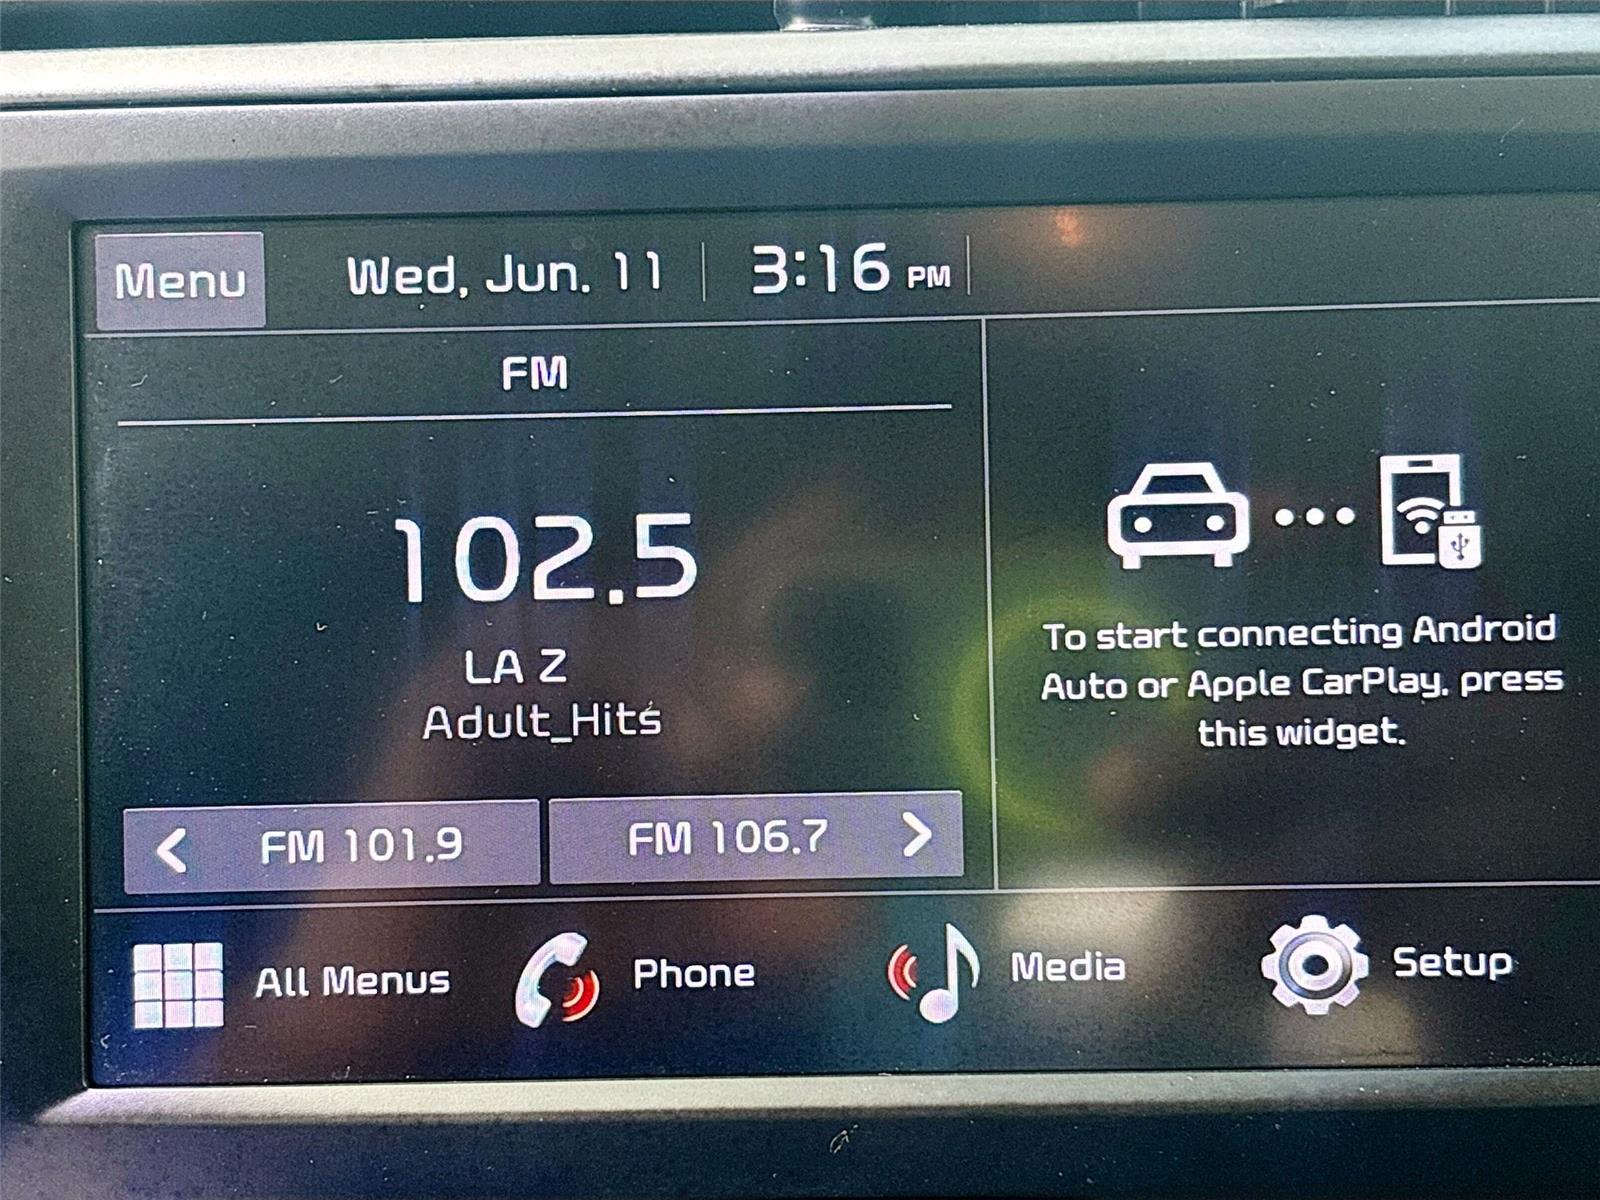 Menu
Wed, Jun. 11
3:16 PM
FM
102.5
LA Z
Adult_Hits
FM 101.9
FM 106.7
To start connecting Android
Auto or Apple CarPlay, press
this widget.
All Menus
Phone
Media
Setup